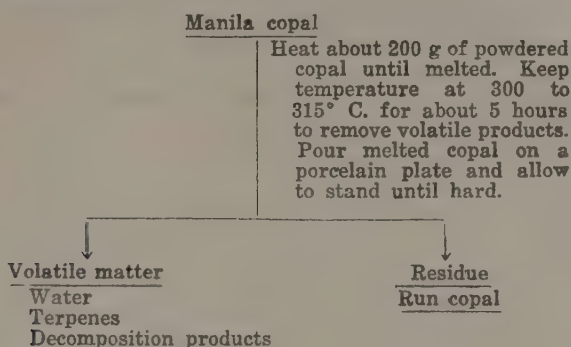 Manila copal
Heat about 200 g of powdered
copal until melted. Keep
temperature at 300 to
315° C. for about 5 hours
to remove volatile products.
Pour melted copal on a
porcelain plate and allow
to stand until hard.
Volatile matter
Water
Terpenes
Decomposition products
Residue
Run copal